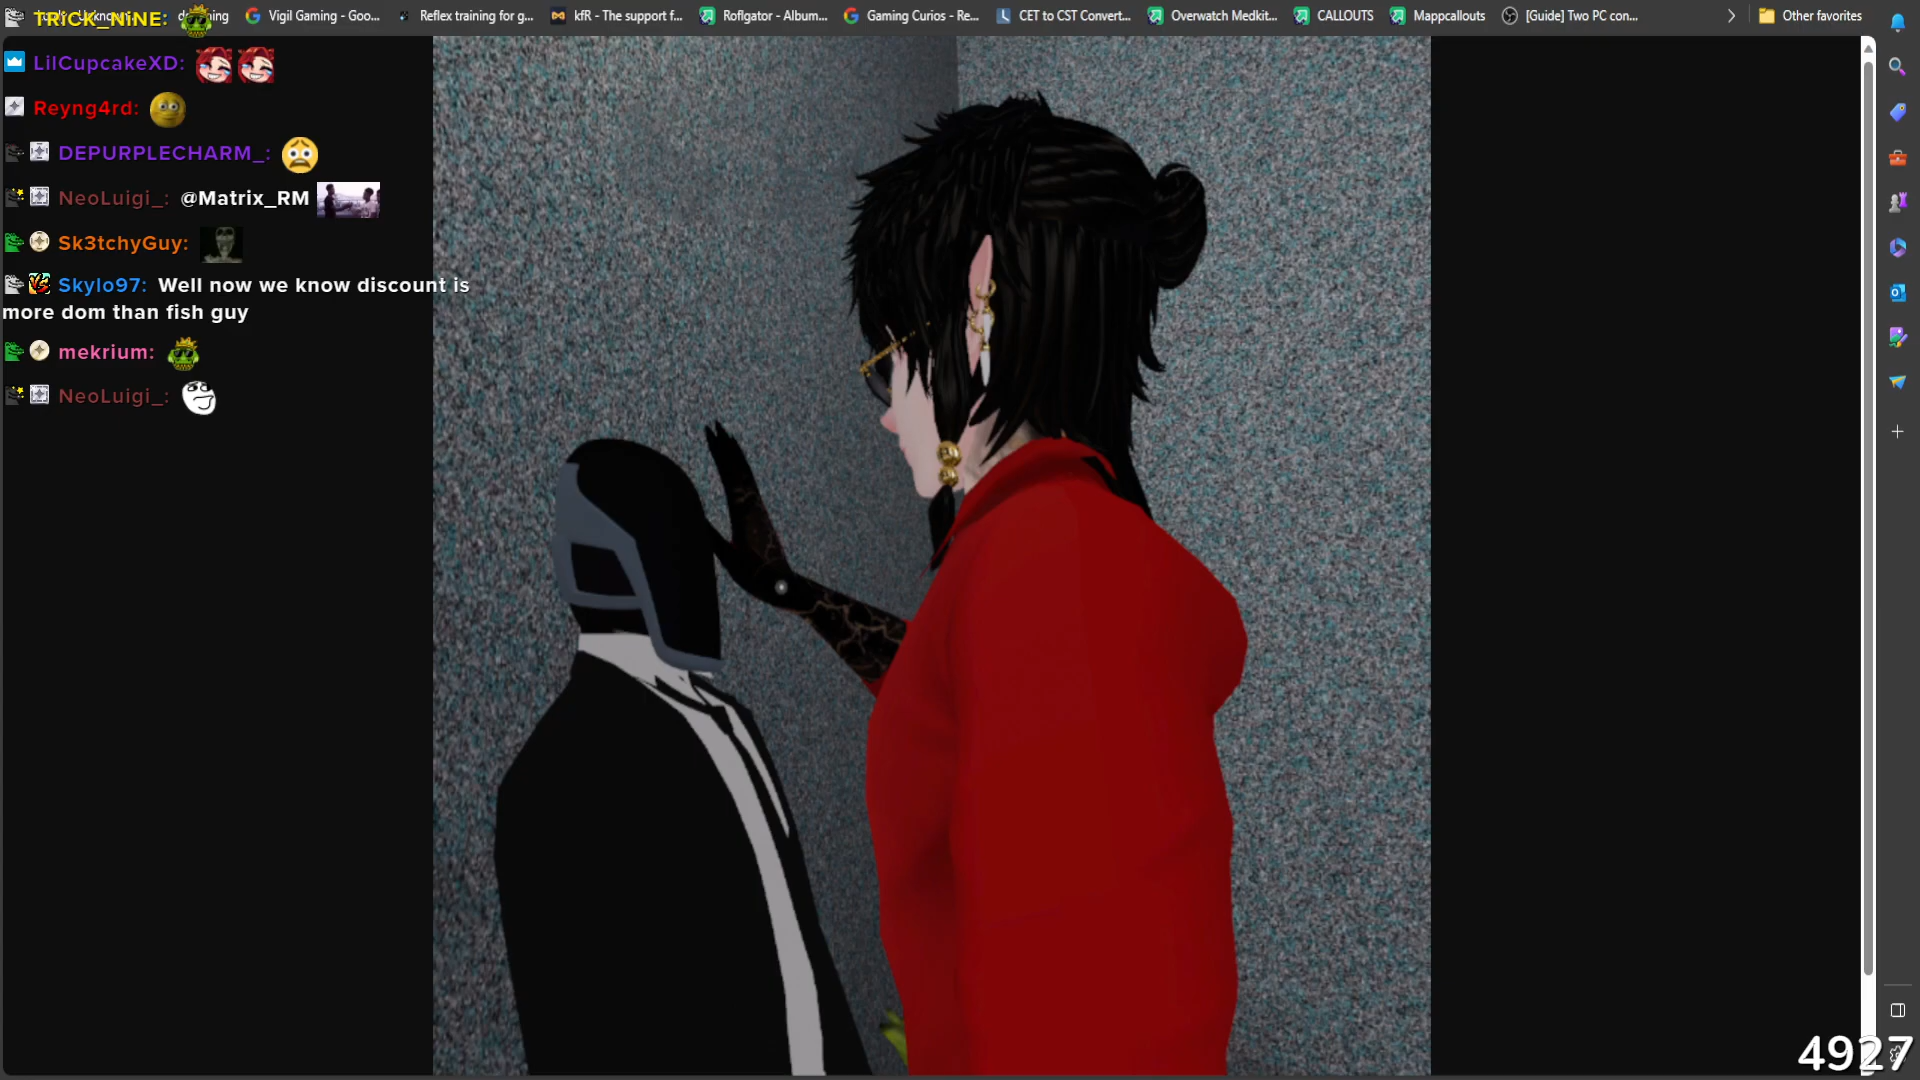 TRICK_NINE:
Vigil Gaming - Goo...
Reflex training for g...
kfR - The support f...
Roflgator - Album...
Gaming Curios - Re...
CET to CST Convert...
Overwatch Medkit...
CALLOUTS
Mappcallouts
[Guide] Two PC con...
Other favorites
LilCupcakeXD:
Reyng4rd:
DEPURPLECHARM_:
NeoLuigi_: @Matrix_RM
Sk3tchyGuy:
Skylo97: Well now we know discount is
more dom than fish guy
mekrium:
NeoLuigi_:
4927